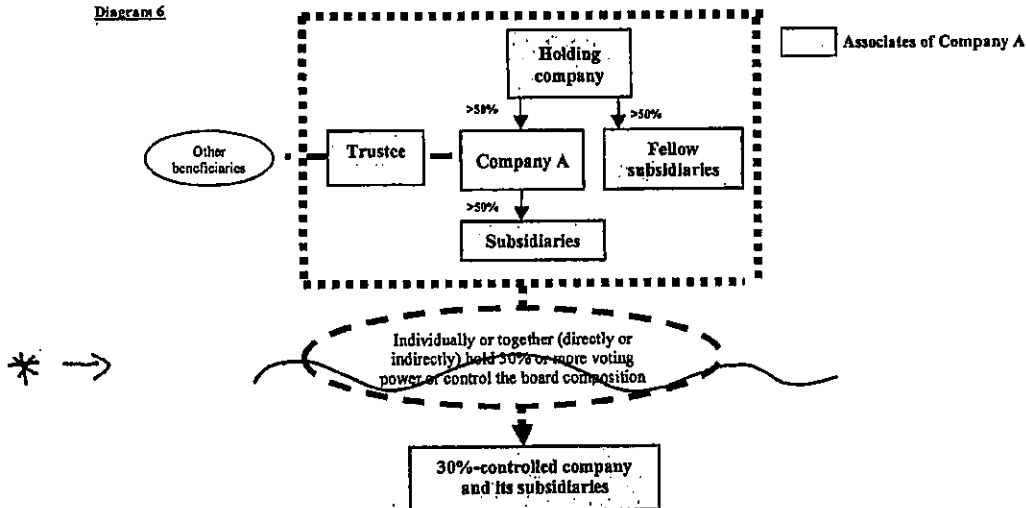 Diagram 6
Associates of Company A
Holding
company
>50%
>50%
Other
beneficiaries
Trustee
Company A
Fellow
subsidiaries
>50%
Subsidiaries
Individually or together (directly or
indirectly) hold 30% or more voting
power or control the board composition
* →
30%-controlled company
and its subsidiaries